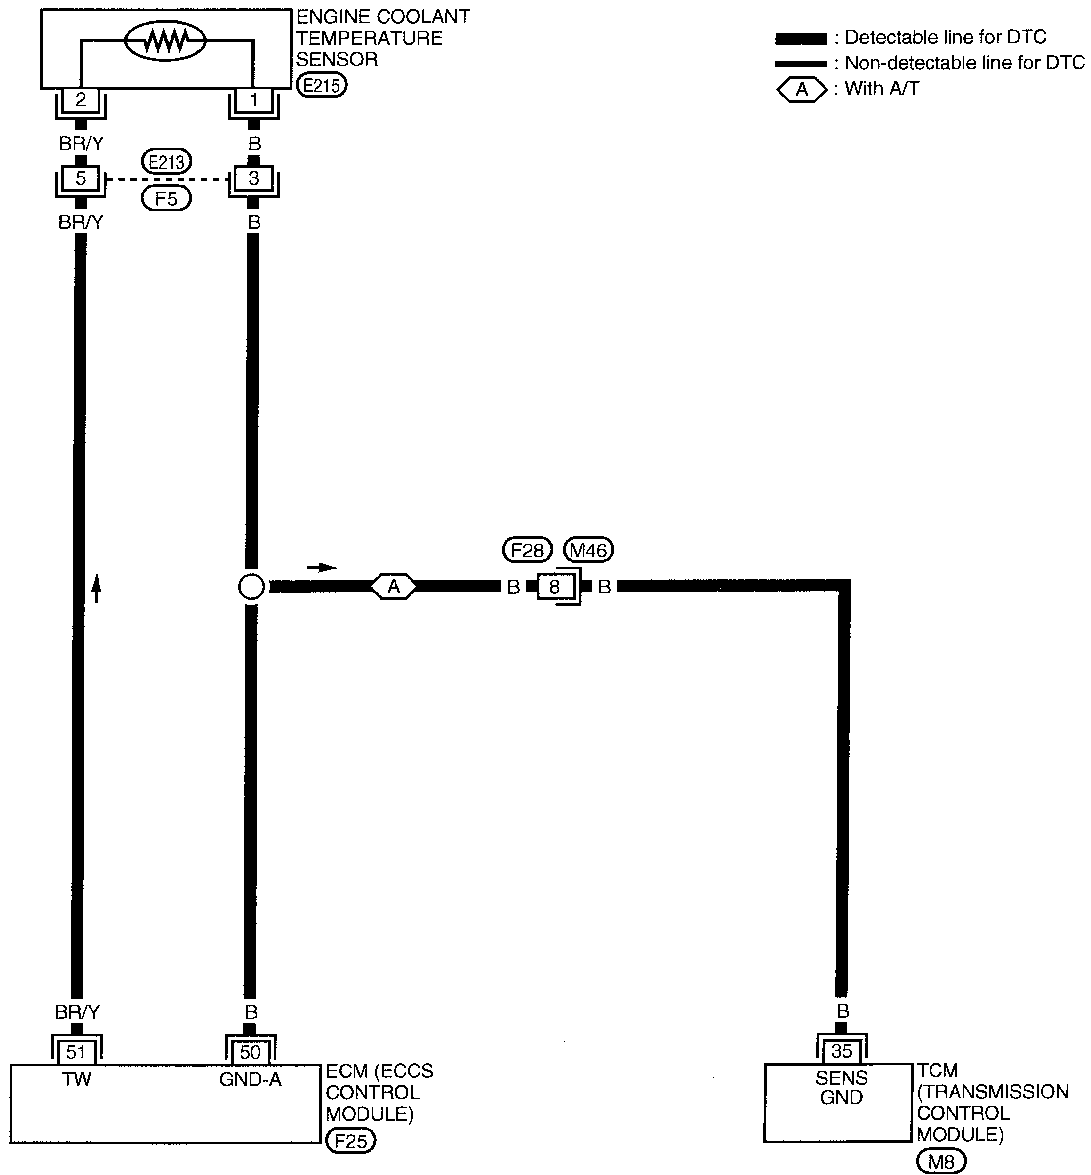 ENGINE COOLANT
TEMPERATURE
SENSOR
E215
: Detectable line for DTC
: Non-detectable line for DTC
A : With A/T
2 1
BR/Y B
E213
5 3
F5
BR/Y B
F28 M46
A B 8 B
BR/Y B B
51 50 35
TW GND-A
ECM (ECCS
CONTROL
MODULE)
F25
SENS
GND
TCM
(TRANSMISSION
CONTROL
MODULE)
M8